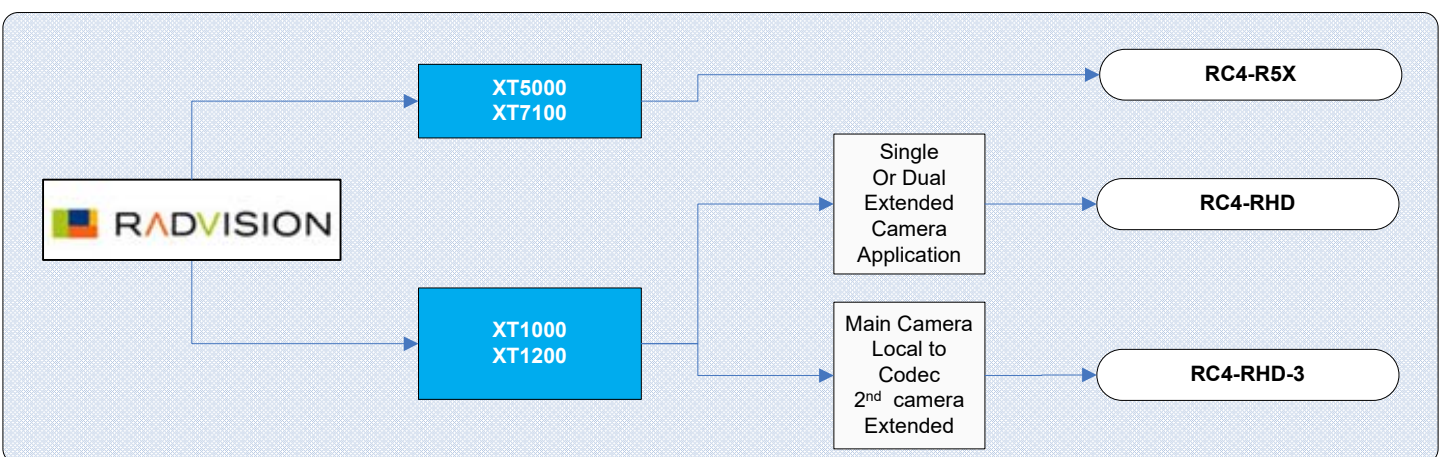 XT5000
XT7100
RC4-R5X
Single
Or Dual
Extended
Camera
Application
RC4-RHD
RADVISION
XT1000
XT1200
Main Camera
Local to
Codec
2nd camera
Extended
RC4-RHD-3